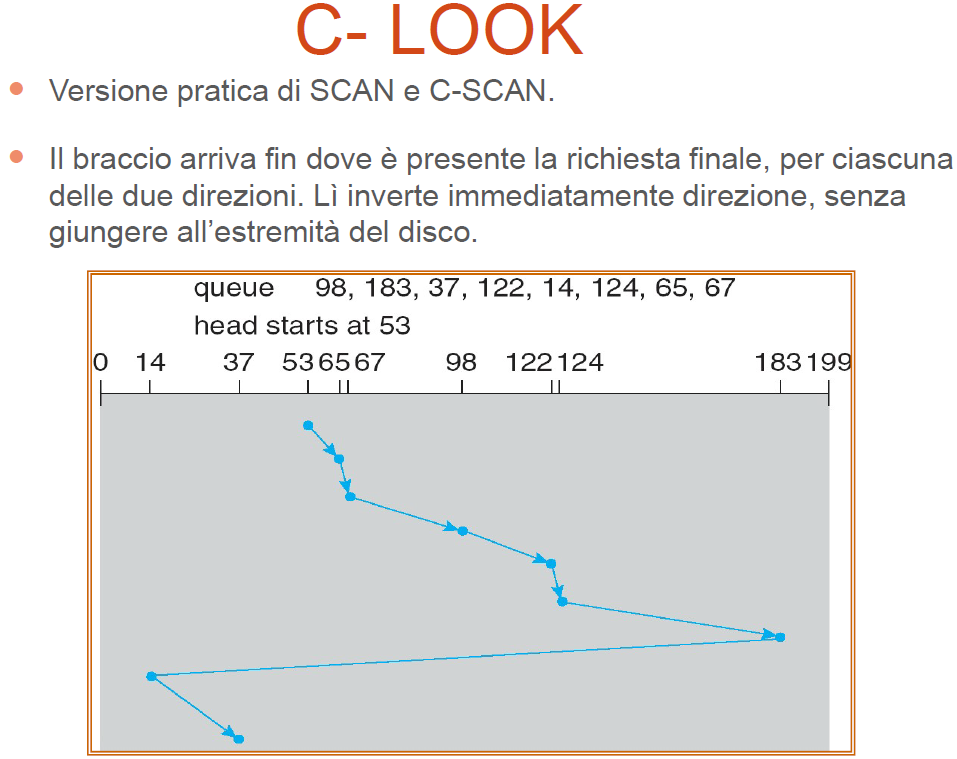 C- LOOK
Versione pratica di SCAN e C-SCAN.
Il braccio arriva fin dove è presente la richiesta finale, per ciascuna
delle due direzioni. Lì inverte immediatamente direzione, senza
giungere all’estremità del disco.
queue 98, 183, 37, 122, 14, 124, 65, 67
head starts at 53
0 14 37 53 65 67 98 122 124 183 199